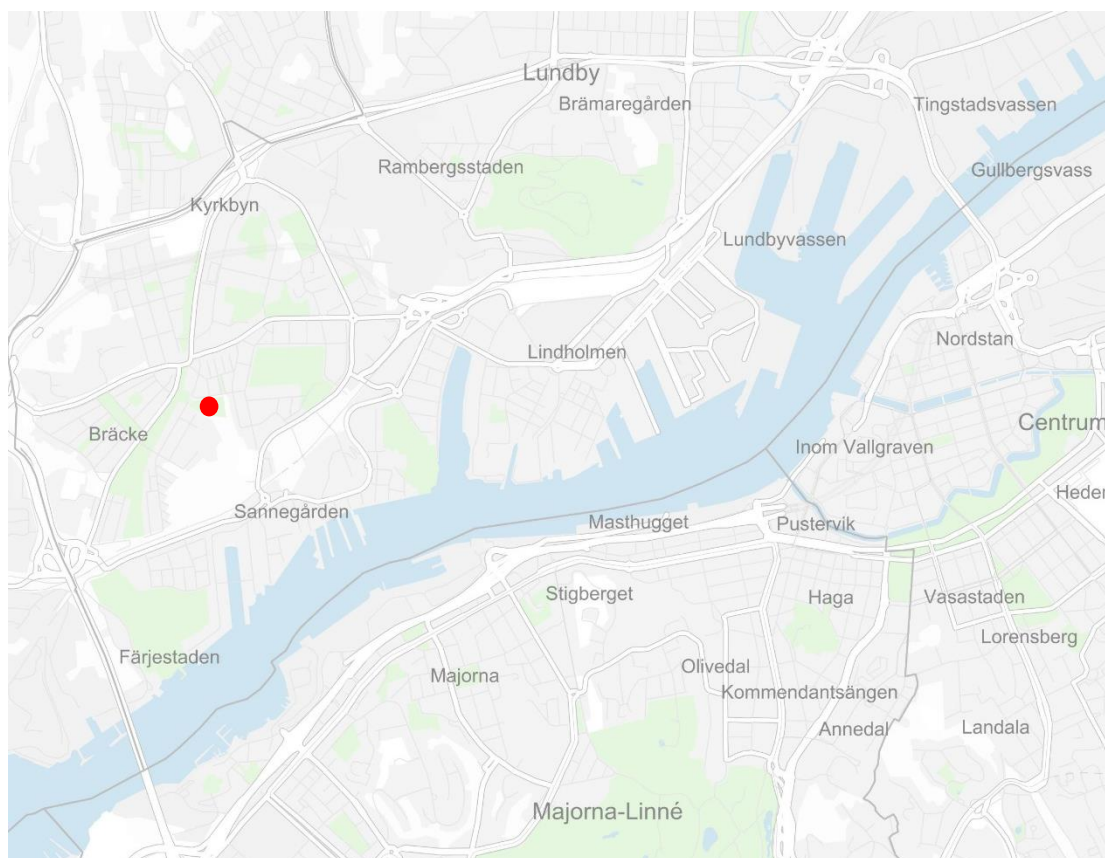 Lundby
Brämaregården
Tingstadsvassen
Rambergsstaden
Gullbergsvass
Kyrkbyn
Lundbyvassen
Nordstan
Lindholmen
Centrum
Bräcke
Inom Vallgraven
Heder
Sannegården
Masthugget
Pustervik
Stigberget
Haga
Vasastaden
Lorensberg
Färjestaden
Majorna
Olivedal
Kommendantsängen
Annedal
Landala
Majorna-Linné